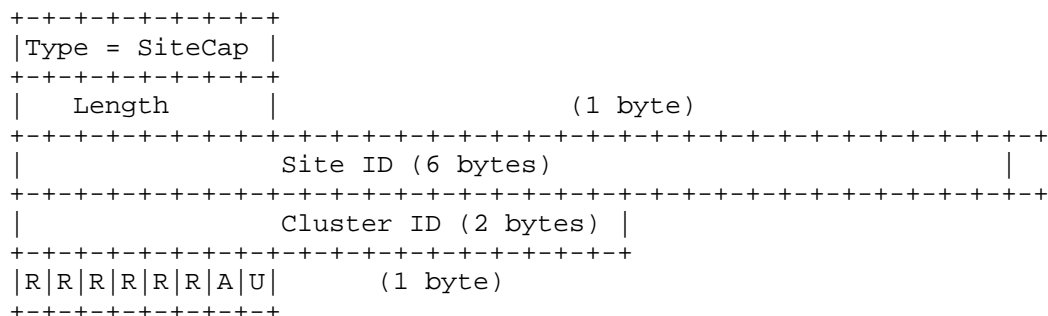 +-+-+-+-+-+-+-+-+
|Type = SiteCap |
+-+-+-+-+-+-+-+-+
|   Length      |                  (1 byte)
+-+-+-+-+-+-+-+-+-+-+-+-+-+-+-+-+-+-+-+-+-+-+-+-+-+-+-+-+-+-+-+
|               Site ID (6 bytes)                           |
+-+-+-+-+-+-+-+-+-+-+-+-+-+-+-+-+-+-+-+-+-+-+-+-+-+-+-+-+-+-+-+
|               Cluster ID (2 bytes) |
+-+-+-+-+-+-+-+-+-+-+-+-+-+-+-+-+-+-+
|R|R|R|R|R|R|A|U|      (1 byte)
+-+-+-+-+-+-+-+-+